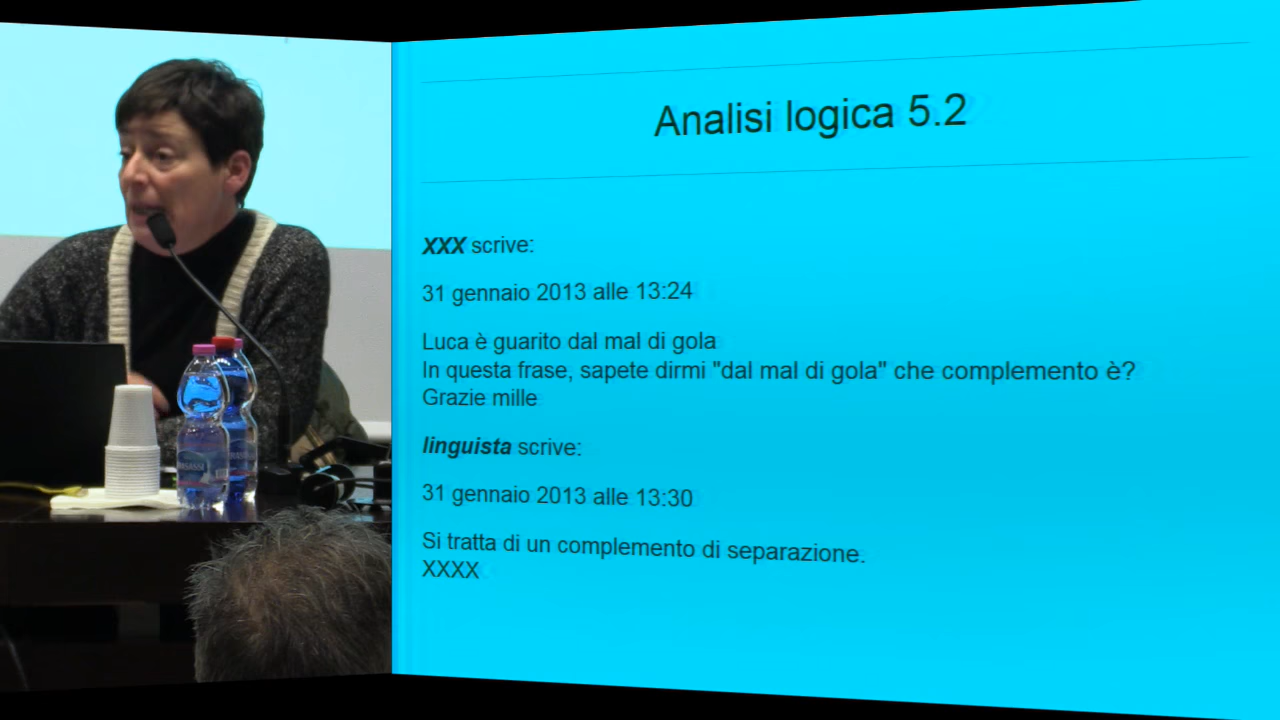 Analisi logica 5.2
XXX scrive:
31 gennaio 2013 alle 13:24
Luca è guarito dal mal di gola
In questa frase, sapete dirmi "dal mal di gola" che complemento è?
Grazie mille
linguista scrive:
31 gennaio 2013 alle 13:30
Si tratta di un complemento di separazione.
XXXX